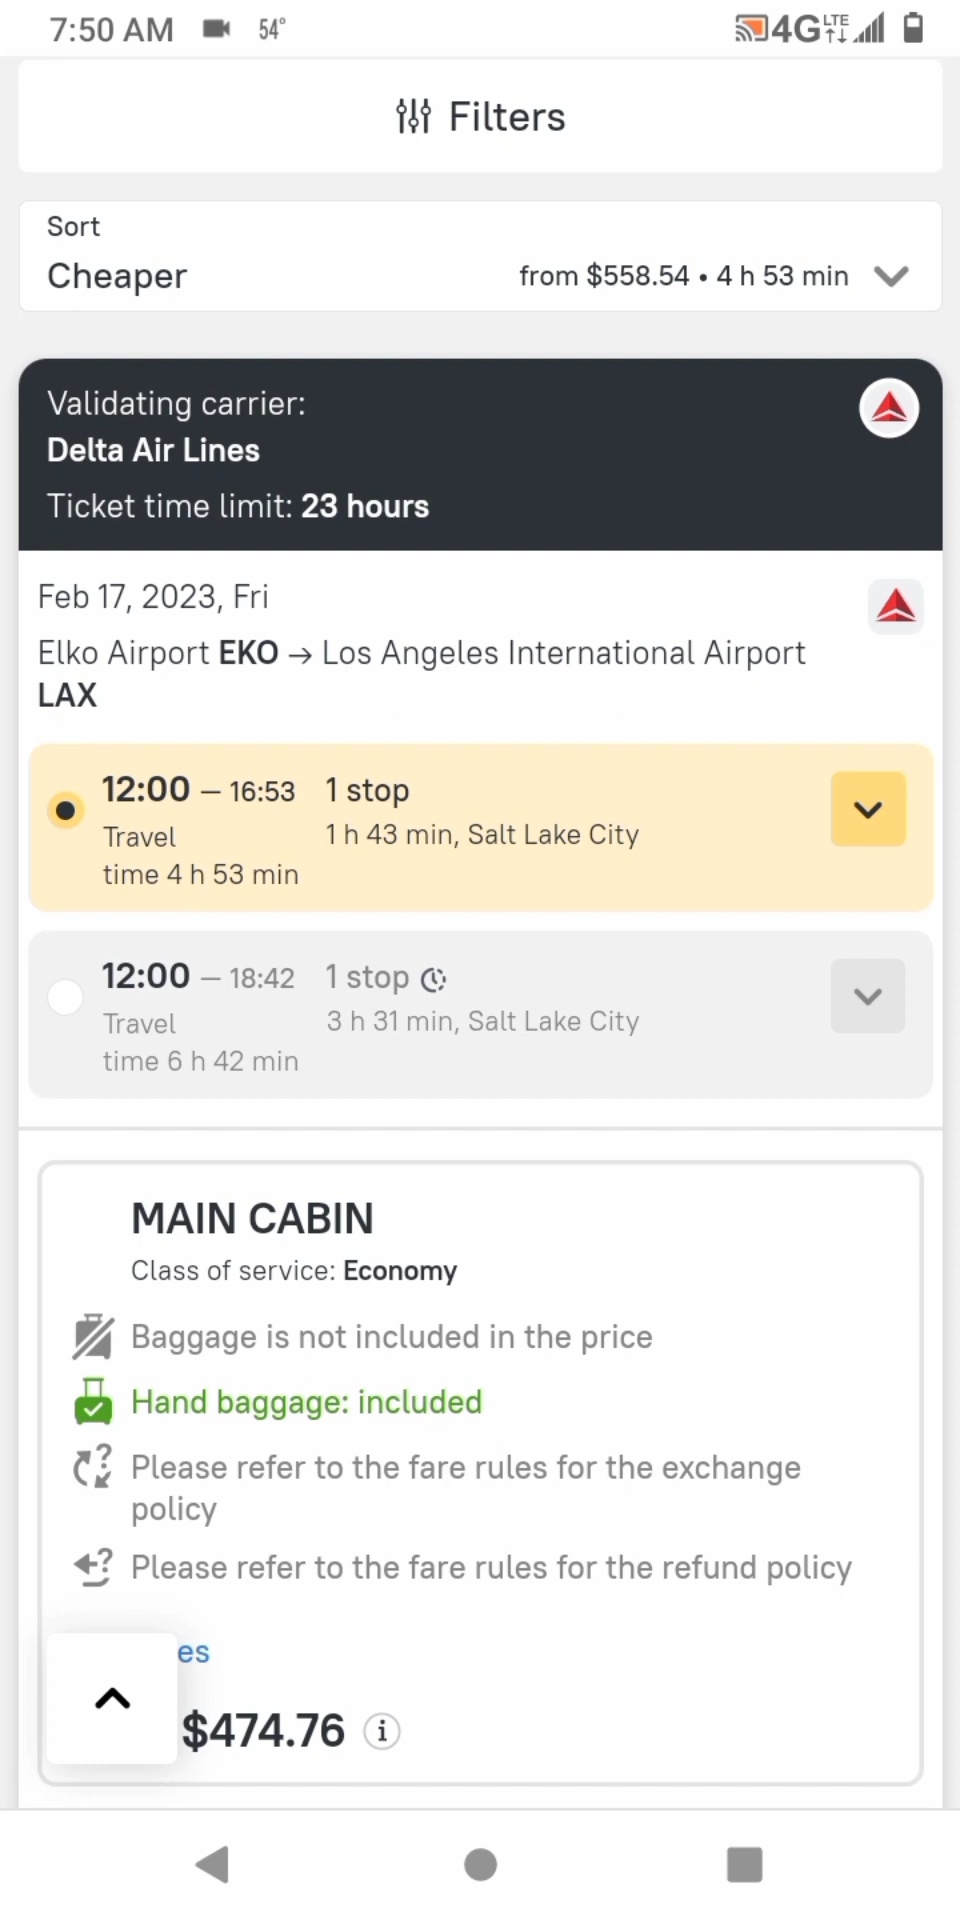 7:50 AM 54° 4G LTE
Filters
Sort
Cheaper from $558.54 • 4 h 53 min
Validating carrier:
Delta Air Lines
Ticket time limit: 23 hours
Feb 17, 2023, Fri
Elko Airport EKO → Los Angeles International Airport
LAX
12:00 — 16:53 1 stop
Travel 1 h 43 min, Salt Lake City
time 4 h 53 min
12:00 — 18:42 1 stop
Travel 3 h 31 min, Salt Lake City
time 6 h 42 min
MAIN CABIN
Class of service: Economy
Baggage is not included in the price
Hand baggage: included
Please refer to the fare rules for the exchange
policy
Please refer to the fare rules for the refund policy
es
$474.76